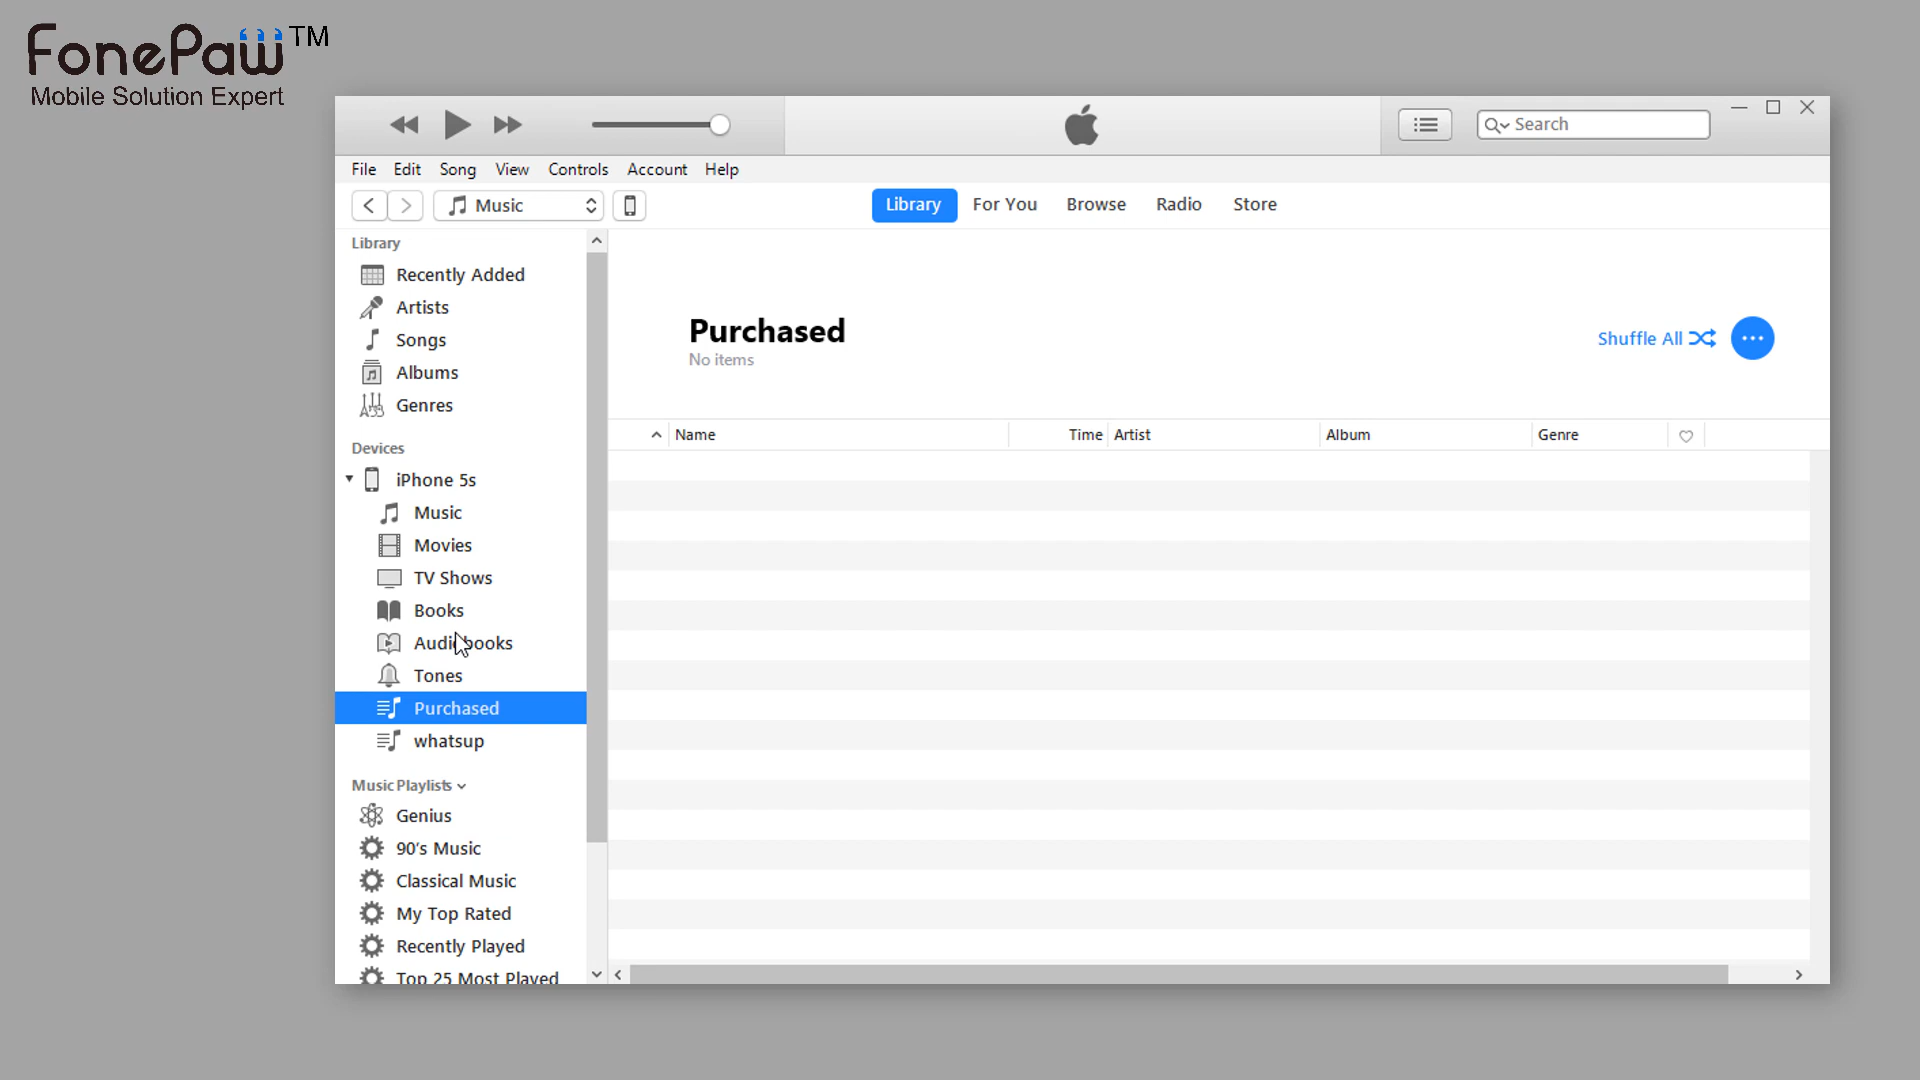 FonePaw™
Mobile Solution Expert
Search
File Edit Song View Controls Account Help
Music
Library For You Browse Radio Store
Library
Recently Added
Artists
Songs
Albums
Genres
Devices
iPhone 5s
Music
Movies
TV Shows
Books
Audiobooks
Tones
Purchased
whatsup
Music Playlists
Genius
90's Music
Classical Music
My Top Rated
Recently Played
Top 25 Most Played
Purchased
No items
Shuffle All
Name Time Artist Album Genre